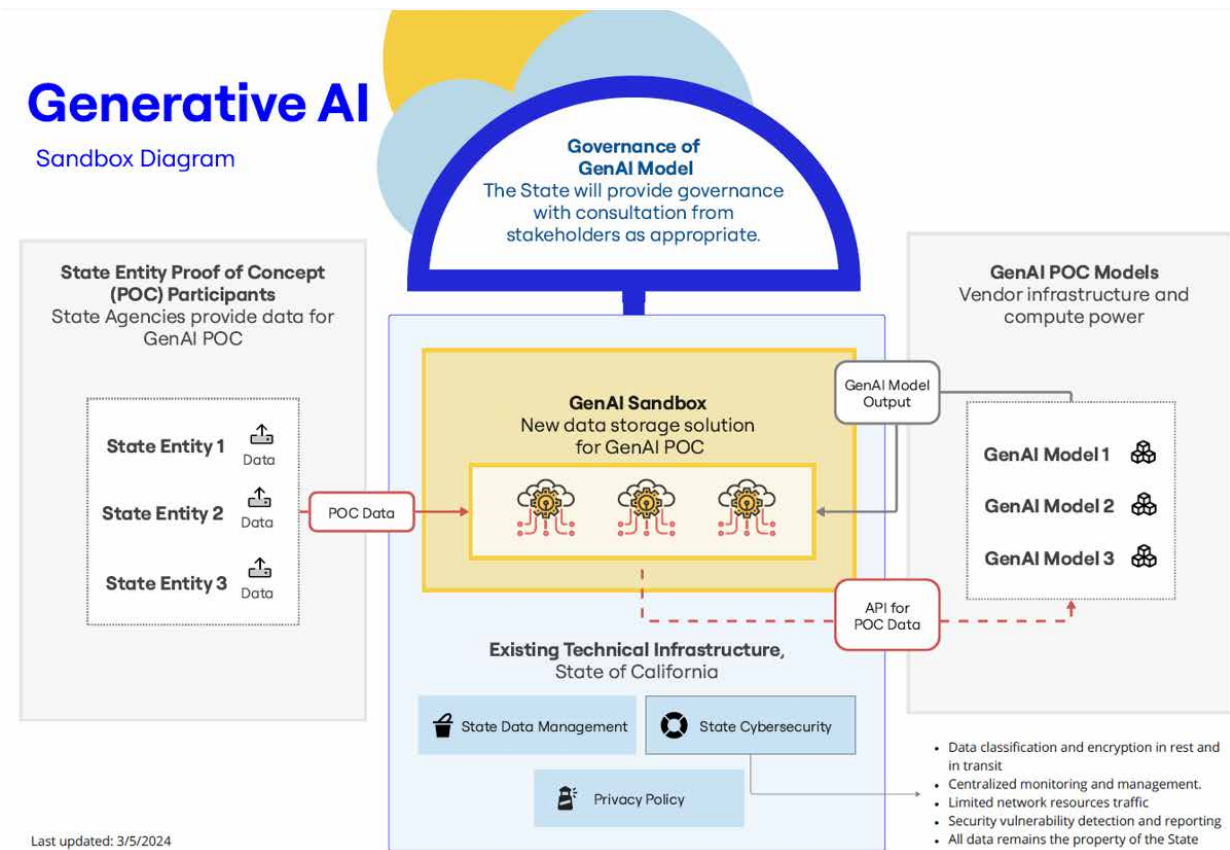 Generative AI
Sandbox Diagram
Governance of
GenAI Model
The State will provide governance
with consultation from
stakeholders as appropriate.
State Entity Proof of Concept
(POC) Participants
State Agencies provide data for
GenAI POC
State Entity 1
Data
State Entity 2
Data
State Entity 3
Data
POC Data
GenAI Sandbox
New data storage solution
for GenAI POC
GenAI Model
Output
GenAI POC Models
Vendor infrastructure and
compute power
GenAI Model 1
GenAI Model 2
GenAI Model 3
API for
POC Data
Existing Technical Infrastructure,
State of California
State Data Management
State Cybersecurity
Privacy Policy
• Data classification and encryption in rest and
in transit
• Centralized monitoring and management.
• Limited network resources traffic
• Security vulnerability detection and reporting
• All data remains the property of the State
Last updated: 3/5/2024